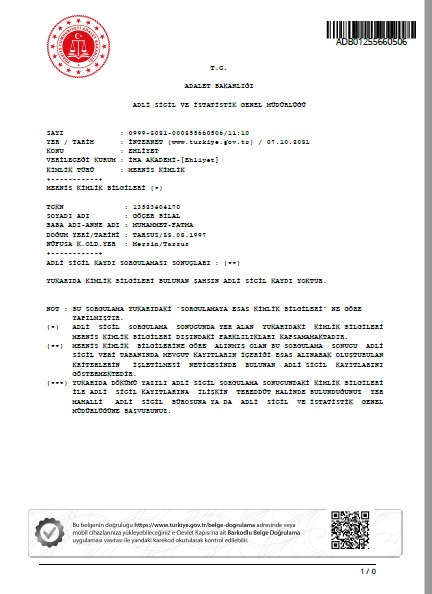 ADB01255660506
T.C.
ADALET BAKANLIĞI
ADLİ SİCİL VE İSTATİSTİK GENEL MÜDÜRLÜĞÜ
SAYI : 0999-2021-000255660506/11:10
YER / TARİH : İNTERNET (www.turkiye.gov.tr) / 07.10.2021
KONU : EHLİYET
VERİLECEĞİ KURUM : İHA AKADEMİ-[Ehliyet]
KİMLİK TÜRÜ : MERNİS KİMLİK
+-----------+
MERNİS KİMLİK BİLGİLERİ (*)
TCKN : 13583404170
SOYADI ADI : GÖÇER BİLAL
BABA ADI-ANNE ADI : MUHAMMET-FATMA
DOĞUM YERİ/TARİHİ : TARSUS/28.08.1997
NÜFUSA K.OLD.YER : Mersin/Tarsus
+-----------+
ADLİ SİCİL KAYDI SORGULAMASI SONUÇLARI : (**)
YUKARIDA KİMLİK BİLGİLERİ BULUNAN ŞAHSIN ADLİ SİCİL KAYDI YOKTUR.
NOT : BU SORGULAMA YUKARIDAKİ 'SORGULAMAYA ESAS KİMLİK BİLGİLERİ' NE GÖRE
YAPILMIŞTIR.
(*) ADLİ SİCİL SORGULAMA SONUCUNDA YER ALAN YUKARIDAKİ KİMLİK BİLGİLERİ
MERNİS KİMLİK BİLGİLERİ DIŞINDAKİ FARKLILIKLARI KAPSAMAMAKTADIR.
(**) MERNİS KİMLİK BİLGİLERİNE GÖRE ALINMIŞ OLAN BU SORGULAMA SONUCU ADLİ
SİCİL VERİ TABANINDA MEVCUT KAYITLARIN İÇERİĞİ ESAS ALINARAK OLUŞTURULAN
KRİTERLERİN İŞLETİLMESİ NETİCESİNDE BULUNAN ADLİ SİCİL KAYITLARINI
GÖSTERMEKTEDİR.
(***) YUKARIDA DÖKÜMÜ YAZILI ADLİ SİCİL SORGULAMA SONUCUNDAKİ KİMLİK BİLGİLERİ
İLE ADLİ SİCİL KAYITLARINA İLİŞKİN TEREDDÜT HALİNDE BULUNDUĞUNUZ YER
MAHALLİ ADLİ SİCİL BÜROSUNA YA DA ADLİ SİCİL VE İSTATİSTİK GENEL
MÜDÜRLÜĞÜNE BAŞVURUNUZ.
Bu belgenin doğruluğu https://www.turkiye.gov.tr/belge-dogrulama adresinde veya
mobil cihazlarınıza yükleyebileceğiniz e-Devlet Kapısı'na ait Barkodlu Belge Doğrulama
uygulaması vasıtası ile yandaki karekod okutularak kontrol edilebilir.
1 / 0